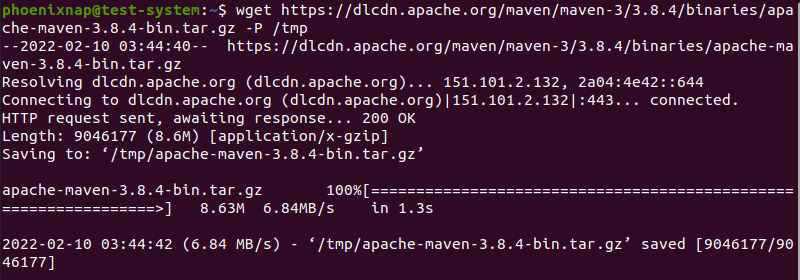 phoenixnap@test-system:~$ wget https://dlcdn.apache.org/maven/maven-3/3.8.4/binaries/apa
che-maven-3.8.4-bin.tar.gz -P /tmp
--2022-02-10 03:44:40--  https://dlcdn.apache.org/maven/maven-3/3.8.4/binaries/apache-ma
ven-3.8.4-bin.tar.gz
Resolving dlcdn.apache.org (dlcdn.apache.org)... 151.101.2.132, 2a04:4e42::644
Connecting to dlcdn.apache.org (dlcdn.apache.org)|151.101.2.132|:443... connected.
HTTP request sent, awaiting response... 200 OK
Length: 9046177 (8.6M) [application/x-gzip]
Saving to: ‘/tmp/apache-maven-3.8.4-bin.tar.gz’
apache-maven-3.8.4-bin.tar.gz       100%[===============================================
=================>]   8.63M  6.84MB/s    in 1.3s
2022-02-10 03:44:42 (6.84 MB/s) - ‘/tmp/apache-maven-3.8.4-bin.tar.gz’ saved [9046177/90
46177]